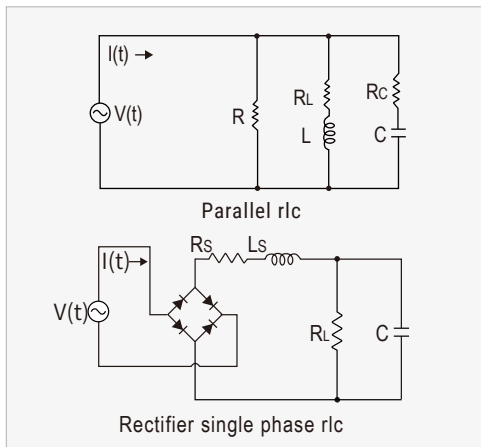 I(t)
V(t)
R
RL
L
RC
C
Parallel rlc
I(t)
V(t)
RS
LS
RL
C
Rectifier single phase rlc